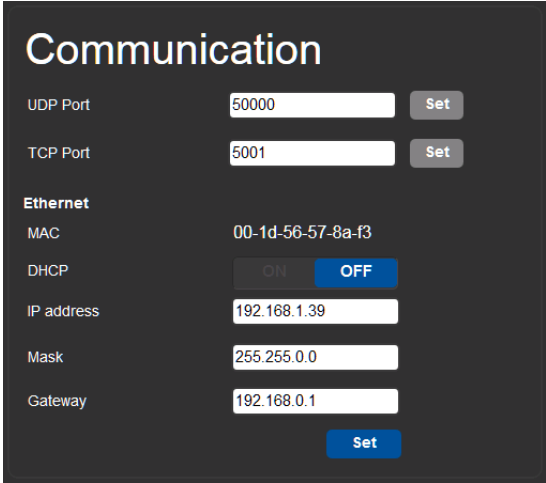 Communication
UDP Port 50000 Set
TCP Port 5001 Set
Ethernet
MAC 00-1d-56-57-8a-f3
DHCP ON OFF
IP address 192.168.1.39
Mask 255.255.0.0
Gateway 192.168.0.1
Set